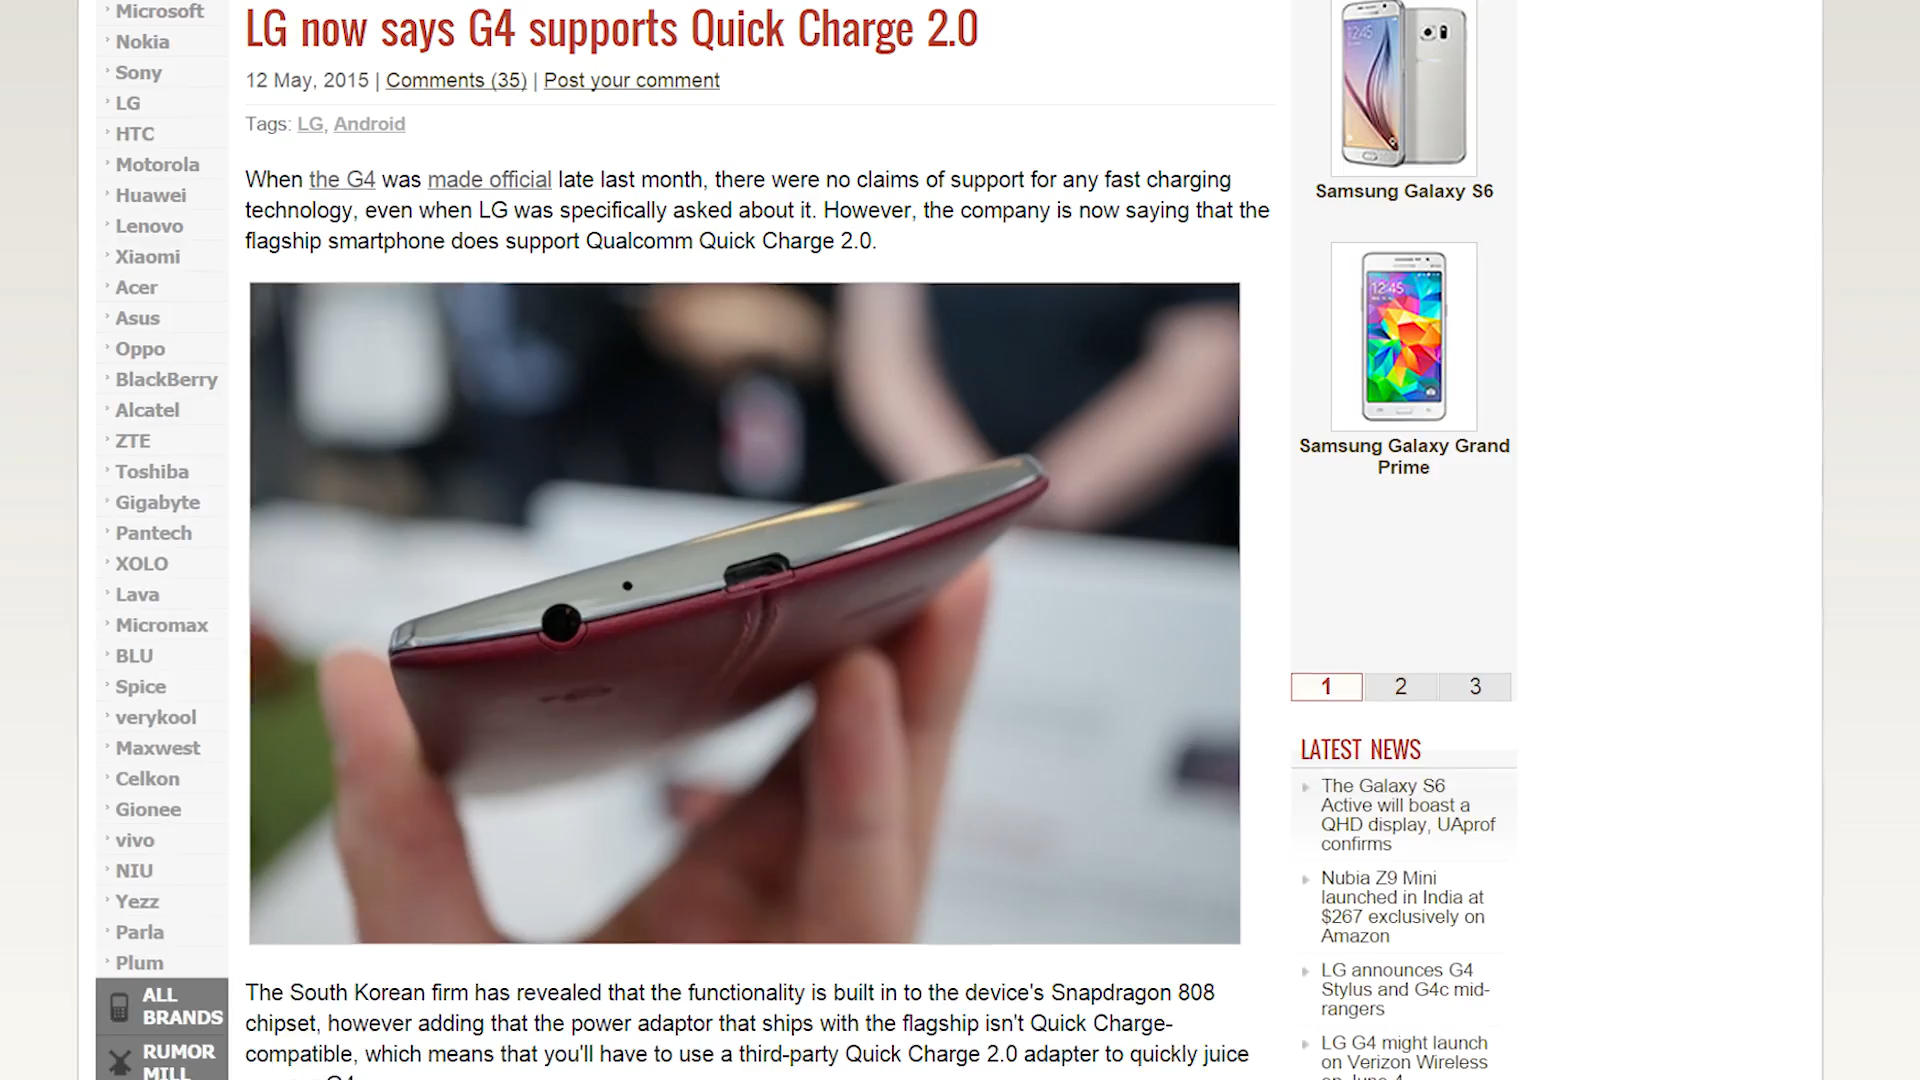 Microsoft
Nokia
Sony
LG
HTC
Motorola
Huawei
Lenovo
Xiaomi
Acer
Asus
Oppo
BlackBerry
Alcatel
ZTE
Toshiba
Gigabyte
Pantech
XOLO
Lava
Micromax
BLU
Spice
verykool
Maxwest
Celkon
Gionee
vivo
NIU
Yezz
Parla
Plum
ALL
BRANDS
RUMOR
MILL
LG now says G4 supports Quick Charge 2.0
12 May, 2015 | Comments (35) | Post your comment
Tags: LG, Android
When the G4 was made official late last month, there were no claims of support for any fast charging
technology, even when LG was specifically asked about it. However, the company is now saying that the
flagship smartphone does support Qualcomm Quick Charge 2.0.
The South Korean firm has revealed that the functionality is built in to the device's Snapdragon 808
chipset, however adding that the power adaptor that ships with the flagship isn't Quick Charge-
compatible, which means that you'll have to use a third-party Quick Charge 2.0 adapter to quickly juice
12:45
Samsung Galaxy S6
12:45
Samsung Galaxy Grand
Prime
1 2 3
LATEST NEWS
The Galaxy S6
Active will boast a
QHD display, UAprof
confirms
Nubia Z9 Mini
launched in India at
$267 exclusively on
Amazon
LG announces G4
Stylus and G4c mid-
rangers
LG G4 might launch
on Verizon Wireless
on June 4